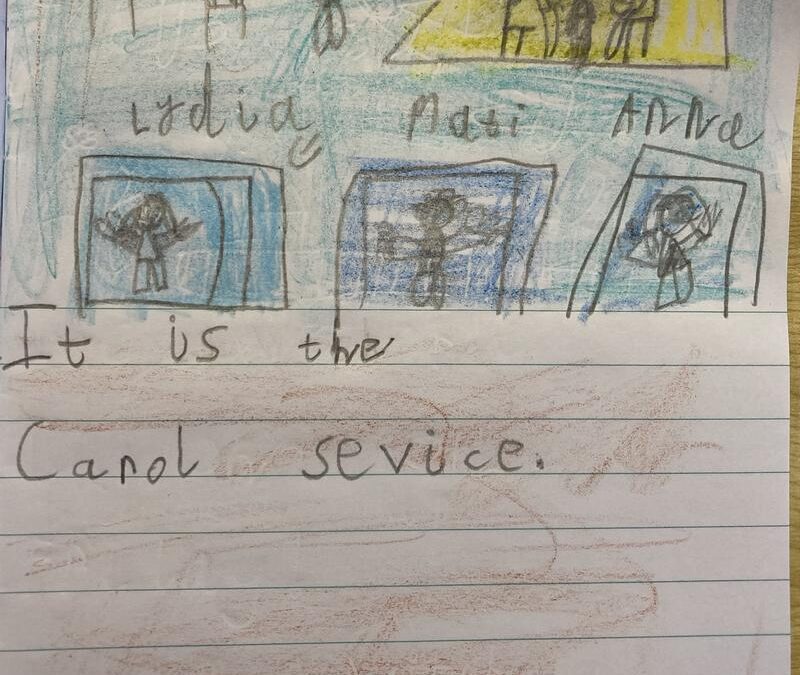 Lydia Mati ANNa
It is the
Carol sevice.